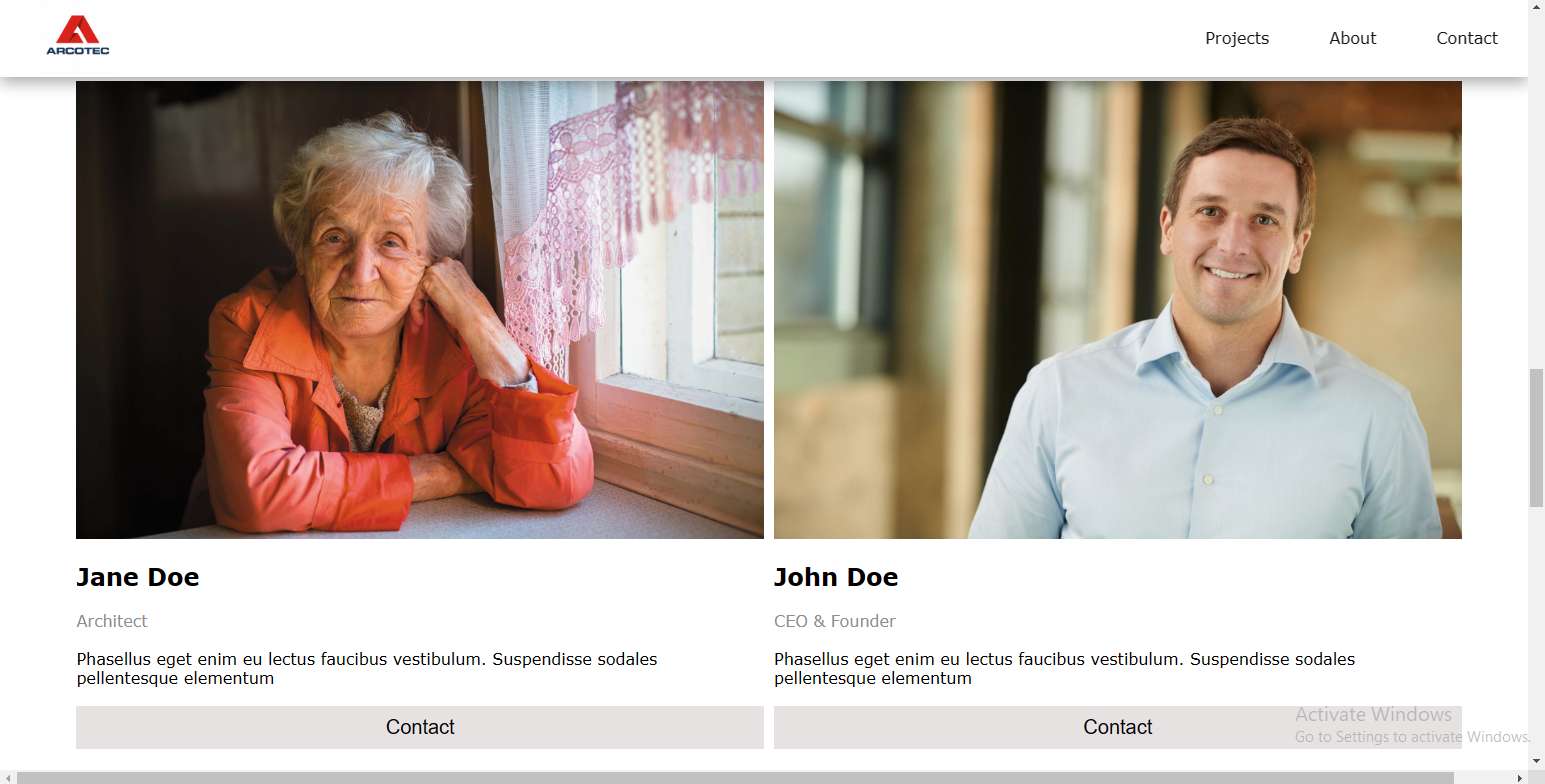 ARCOTEC
Projects
About
Contact
Jane Doe
Architect
Phasellus eget enim eu lectus faucibus vestibulum. Suspendisse sodales
pellentesque elementum
Contact
John Doe
CEO & Founder
Phasellus eget enim eu lectus faucibus vestibulum. Suspendisse sodales
pellentesque elementum
Contact
Activate Windows
Go to Settings to activate Windows.